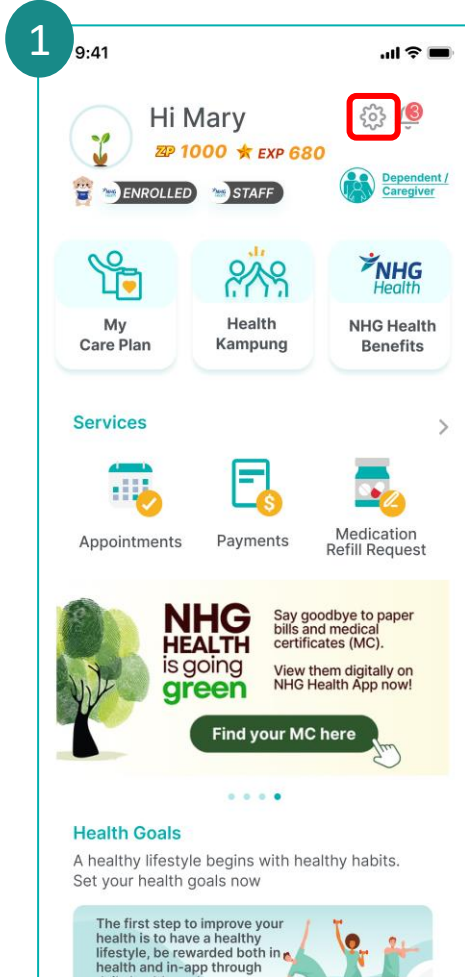 1
9:41
Hi Mary
3
ZP 1000 EXP 680
Dependent /
Caregiver
ENROLLED
STAFF
NHG
Health
My
Care Plan
Health
Kampung
NHG Health
Benefits
Services
Appointments
Payments
Medication
Refill Request
NHG
HEALTH
is going
green
Say goodbye to paper
bills and medical
certificates (MC).
View them digitally on
NHG Health App now!
Find your MC here
Health Goals
A healthy lifestyle begins with healthy habits.
Set your health goals now
The first step to improve your
health is to have a healthy
lifestyle, be rewarded both in
health and in-app through